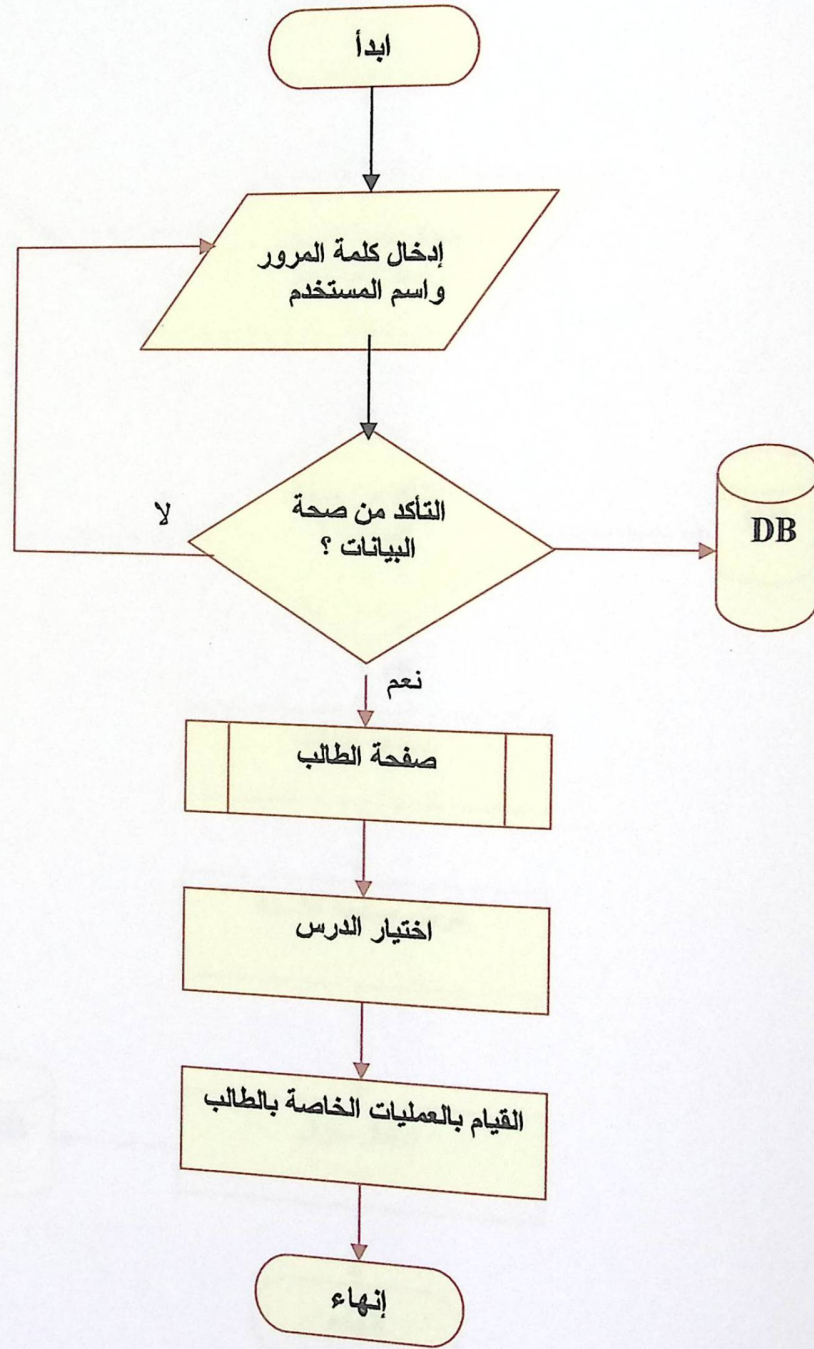 ابدأ
إدخال كلمة المرور
واسم المستخدم
لا
التأكد من صحة
البيانات ؟
DB
نعم
صفحة الطالب
اختيار الدرس
القيام بالعمليات الخاصة بالطالب
إنهاء